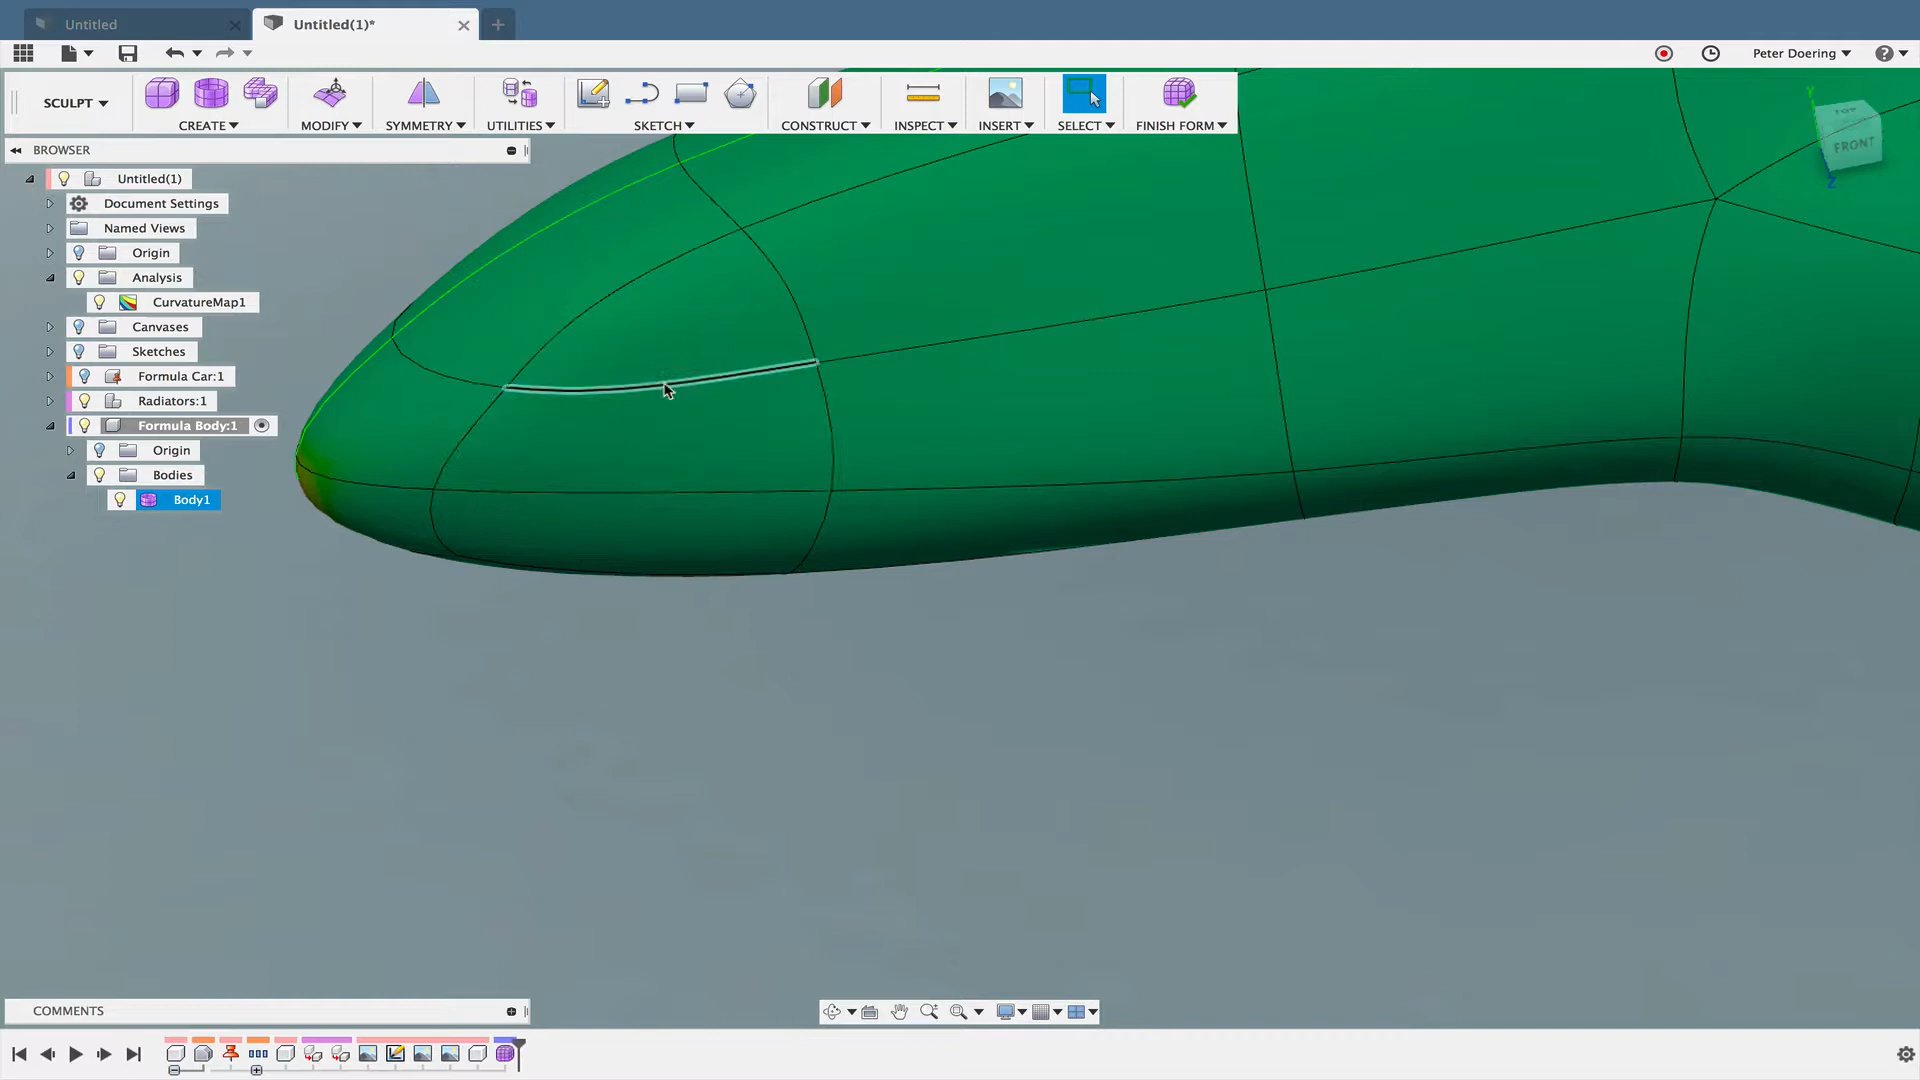 Untitled
Untitled(1)*
Peter Doering
SCULPT
CREATE
MODIFY
SYMMETRY
UTILITIES
SKETCH
CONSTRUCT
INSPECT
INSERT
SELECT
FINISH FORM
TOP
FRONT
Y
Z
BROWSER
Untitled(1)
Document Settings
Named Views
Origin
Analysis
CurvatureMap1
Canvases
Sketches
Formula Car:1
Radiators:1
Formula Body:1
Origin
Bodies
Body1
COMMENTS